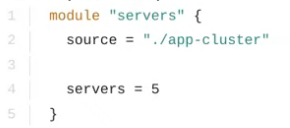 1 module "servers" {
2   source = "./app-cluster"
3
4   servers = 5
5 }